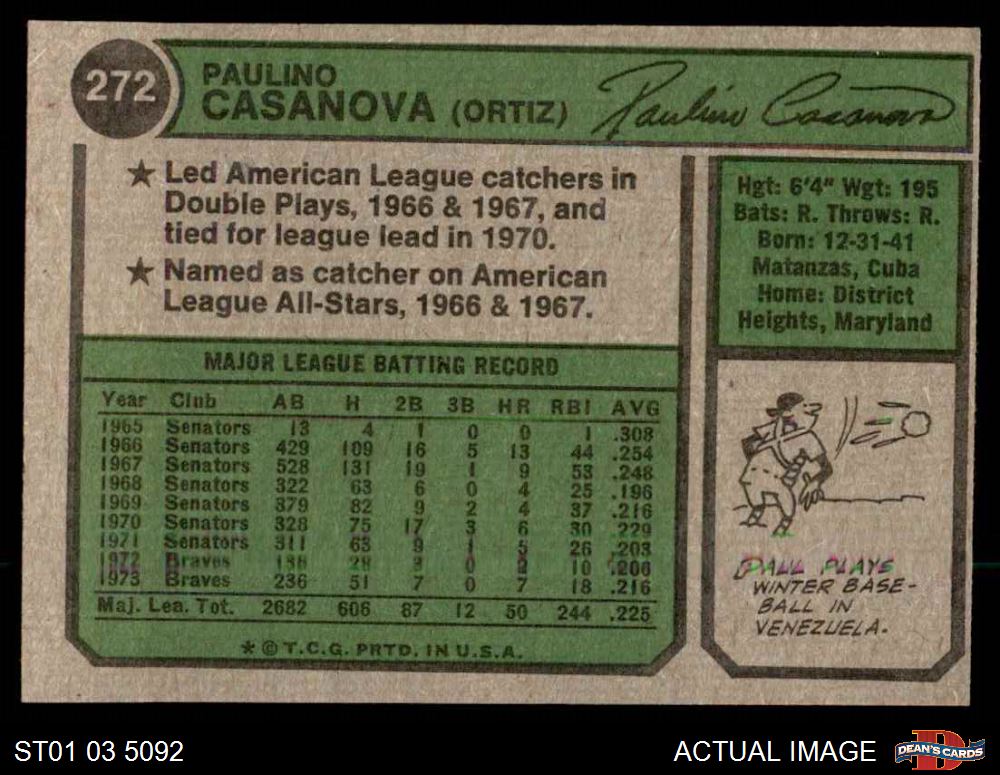 272
PAULINO
CASANOVA (ORTIZ)
Paulino Casanova
★ Led American League catchers in
Double Plays, 1966 & 1967, and
tied for league lead in 1970.
★ Named as catcher on American
League All-Stars, 1966 & 1967.
Hgt: 6'4" Wgt: 195
Bats: R. Throws: R.
Born: 12-31-41
Matanzas, Cuba
Home: District
Heights, Maryland
MAJOR LEAGUE BATTING RECORD
Year Club AB H 2B 3B HR RBI AVG
1965 Senators 13 4 1 0 0 1 .308
1966 Senators 429 109 16 5 13 44 .254
1967 Senators 528 131 19 1 9 53 .248
1968 Senators 322 63 6 0 4 25 .196
1969 Senators 379 82 9 2 4 37 .216
1970 Senators 328 75 17 3 6 30 .229
1971 Senators 311 63 9 1 5 26 .203
1972 Braves 136 28 3 0 2 10 .206
1973 Braves 236 51 7 0 7 18 .216
Maj. Lea. Tot. 2682 606 87 12 50 244 .225
* © T.C.G. PRTD. IN U.S.A.
PAUL PLAYS
WINTER BASE-
BALL IN
VENEZUELA.
ST01 03 5092
ACTUAL IMAGE
DEAN'S CARDS